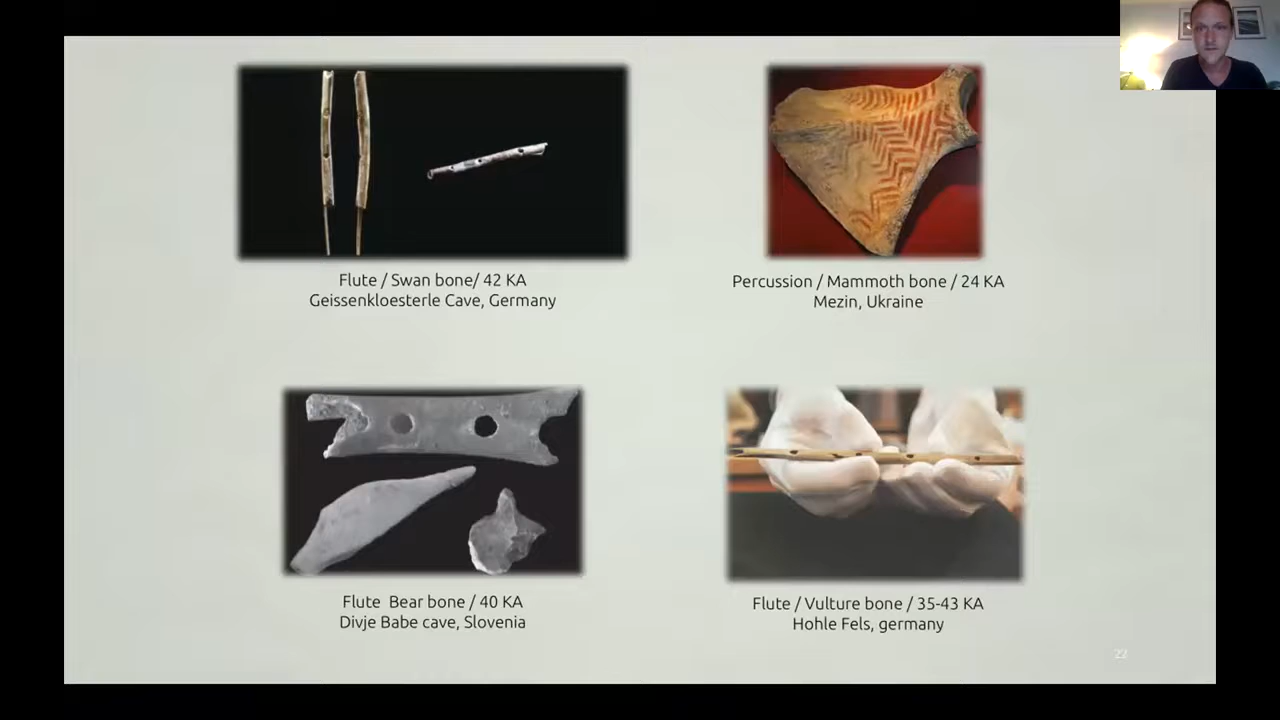 Flute / Swan bone/ 42 KA
Geissenkloesterle Cave, Germany
Percussion / Mammoth bone / 24 KA
Mezin, Ukraine
Flute  Bear bone / 40 KA
Divje Babe cave, Slovenia
Flute / Vulture bone / 35-43 KA
Hohle Fels, germany
22